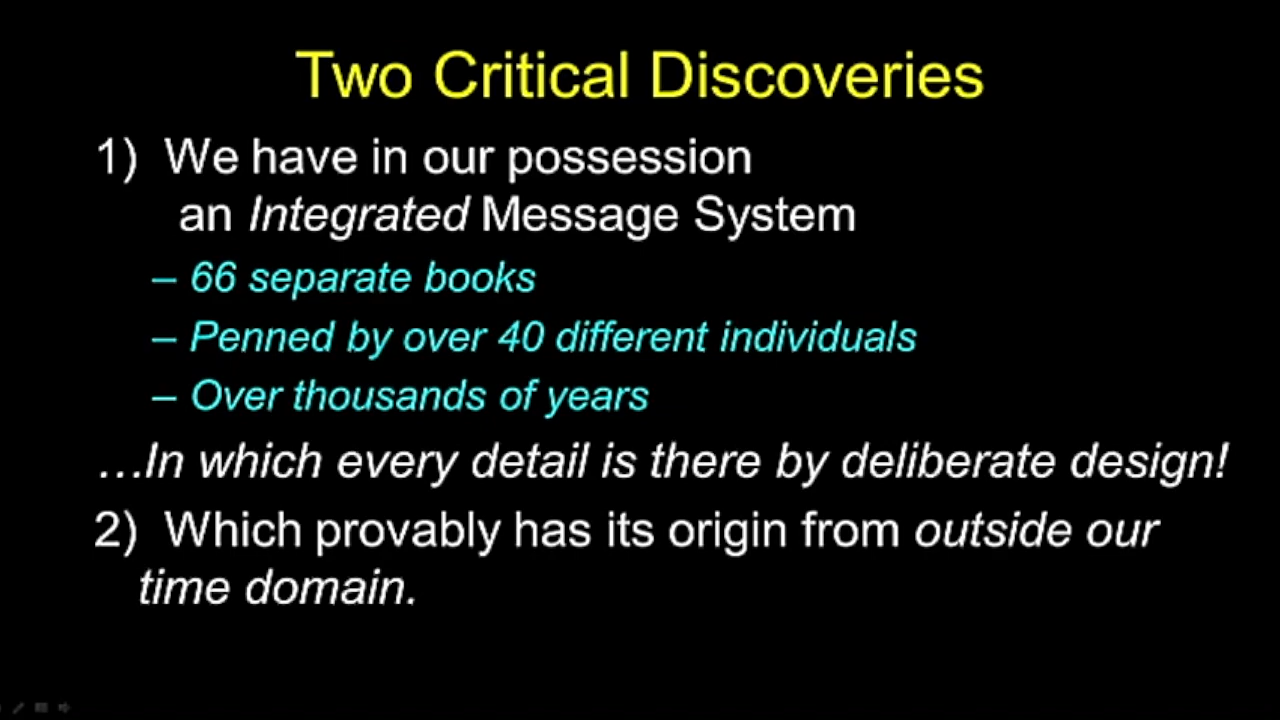 Two Critical Discoveries
1) We have in our possession
an Integrated Message System
– 66 separate books
– Penned by over 40 different individuals
– Over thousands of years
…In which every detail is there by deliberate design!
2) Which provably has its origin from outside our
time domain.